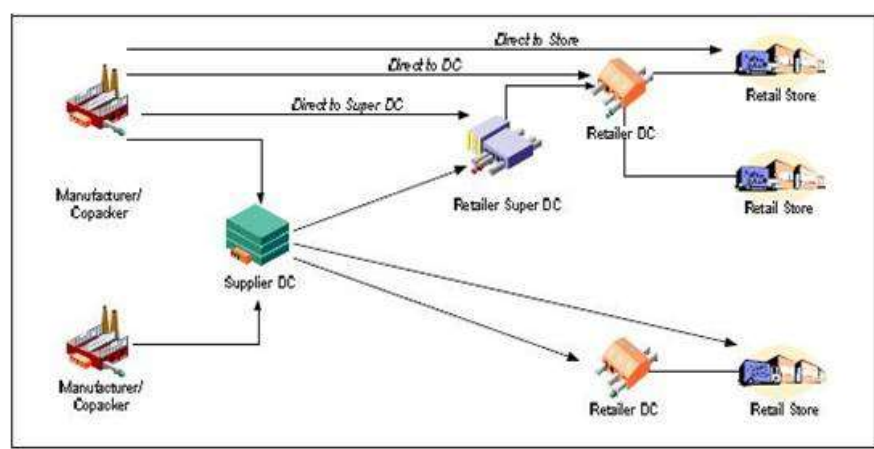 Direct to Store
Direct to DC
Direct to Super DC
Retail Store
Retailer DC
Manufacturer/
Copacker
Retailer Super DC
Retail Store
Supplier DC
Manufacturer/
Copacker
Retailer DC
Retail Store